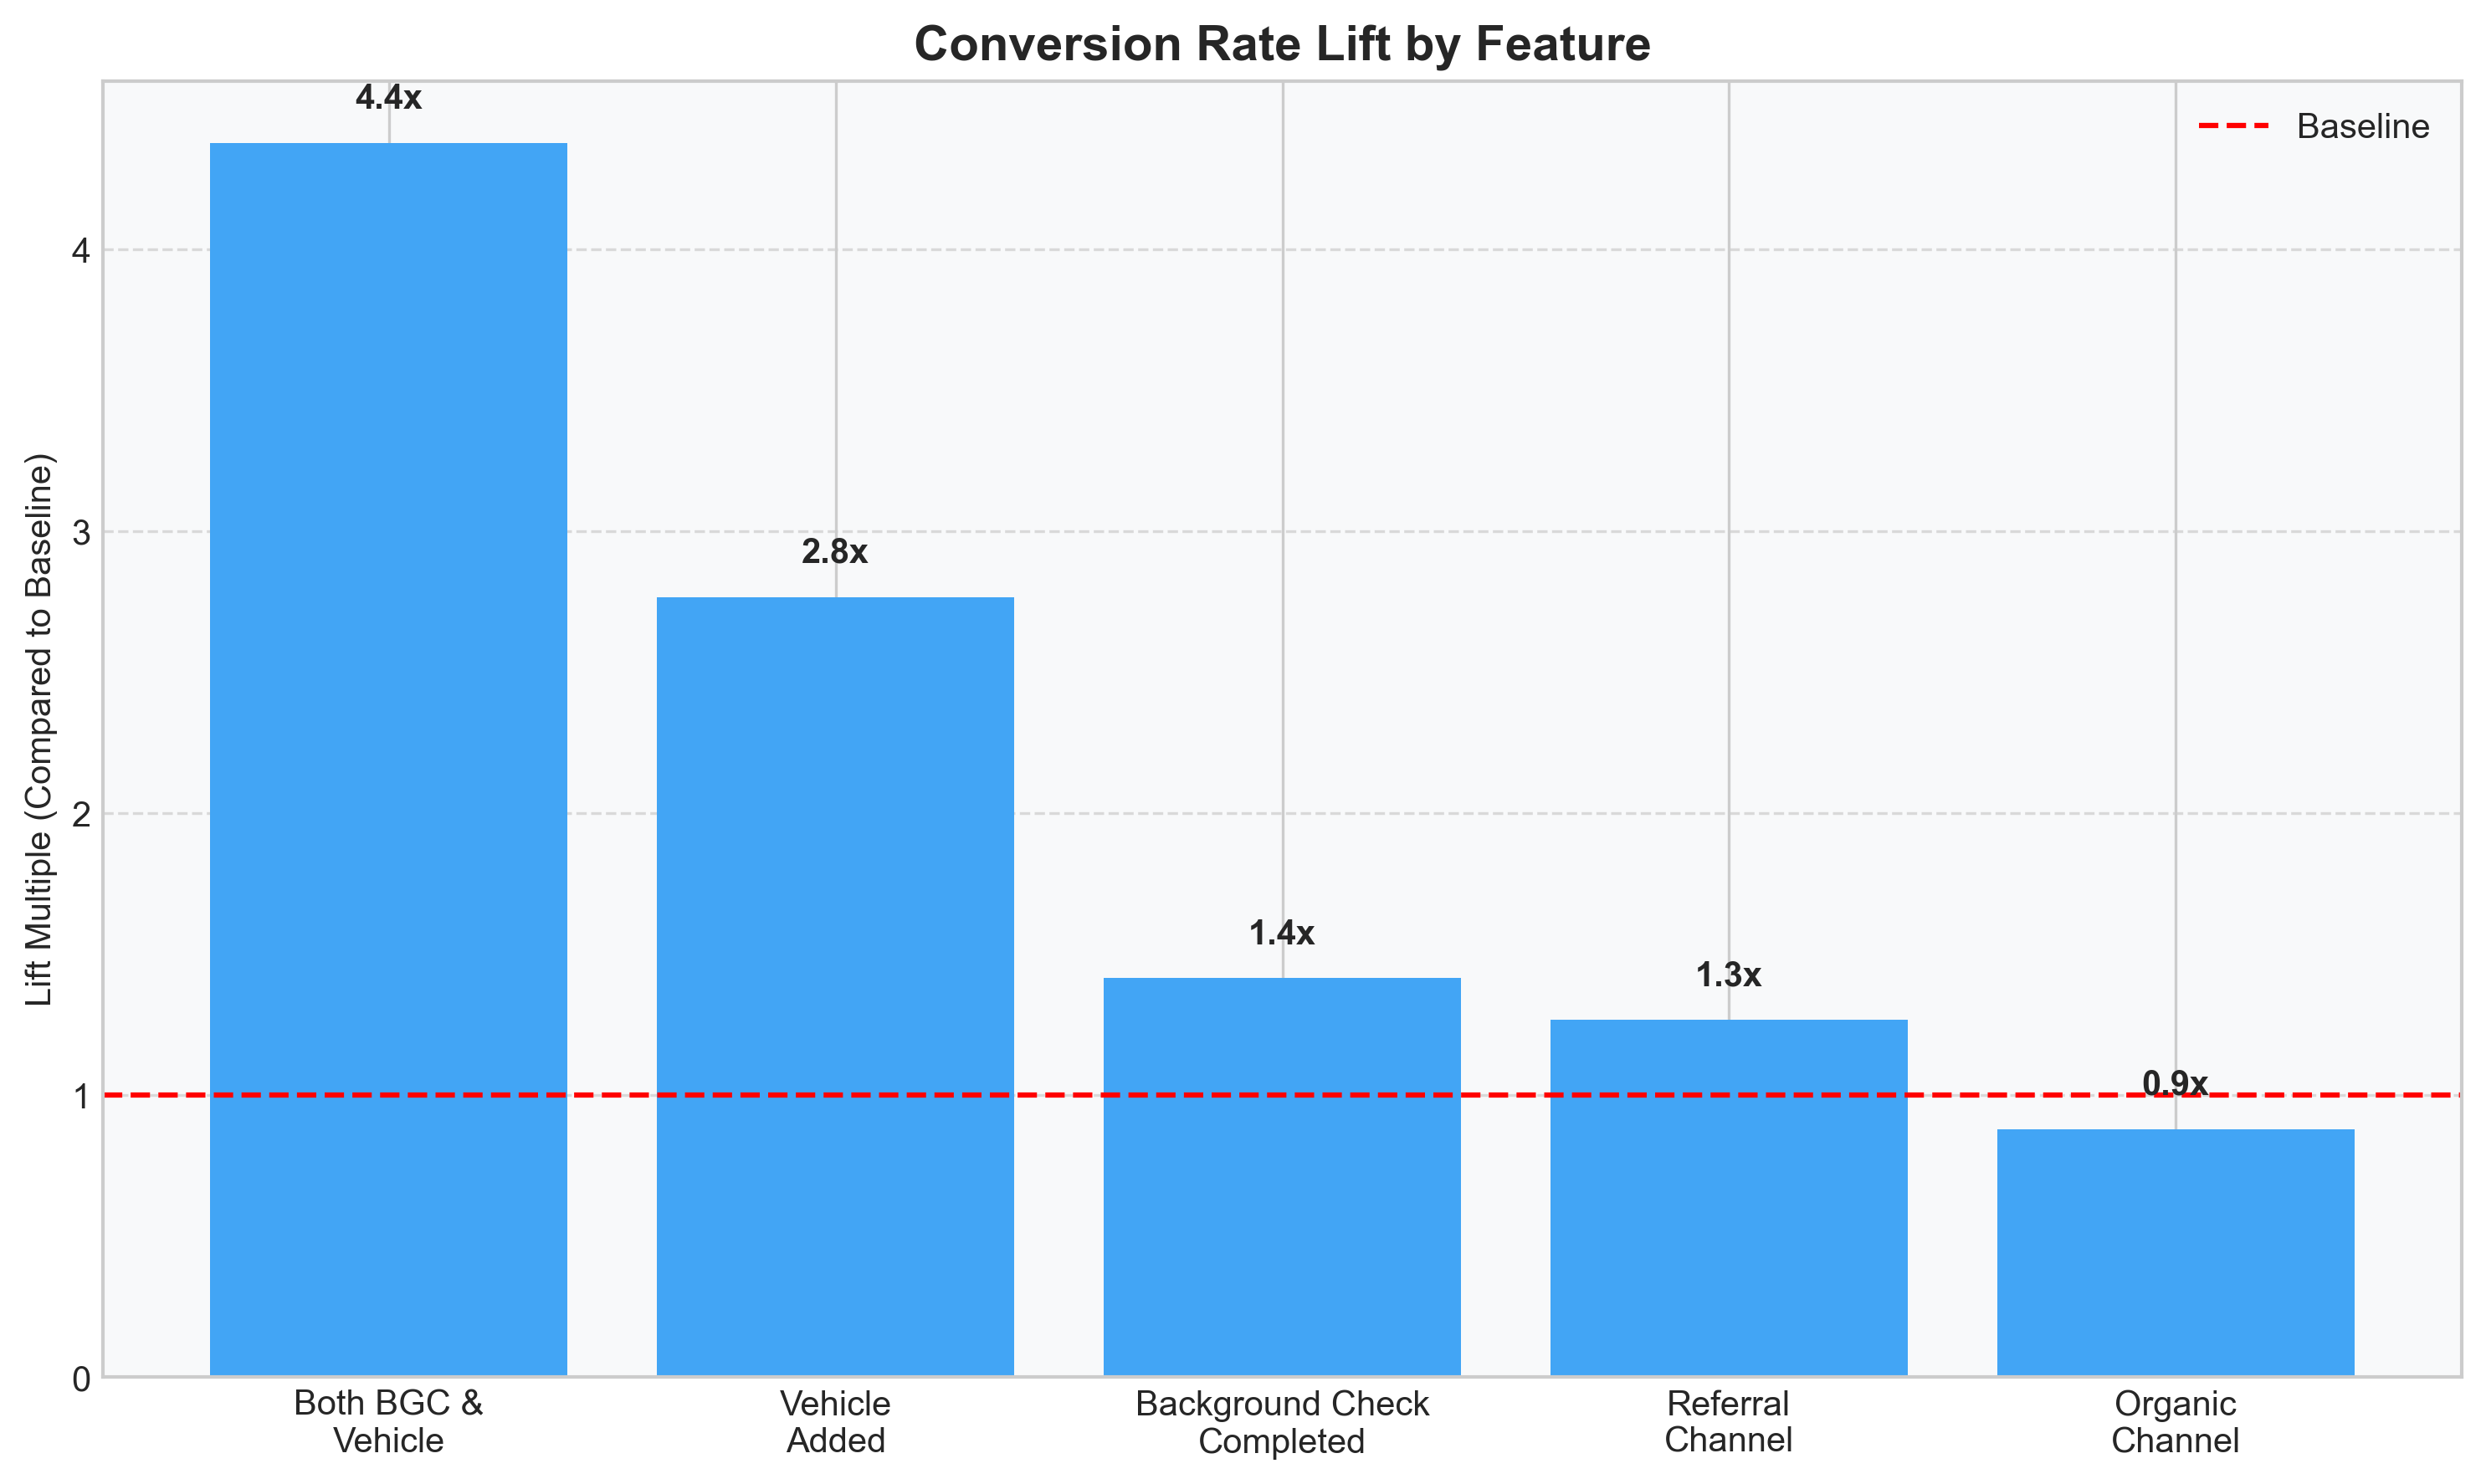 Conversion Rate Lift by Feature
Baseline
Lift Multiple (Compared to Baseline)
4
3
2
1
0
4.4x
2.8x
1.4x
1.3x
0.9x
Both BGC &
Vehicle
Vehicle
Added
Background Check
Completed
Referral
Channel
Organic
Channel